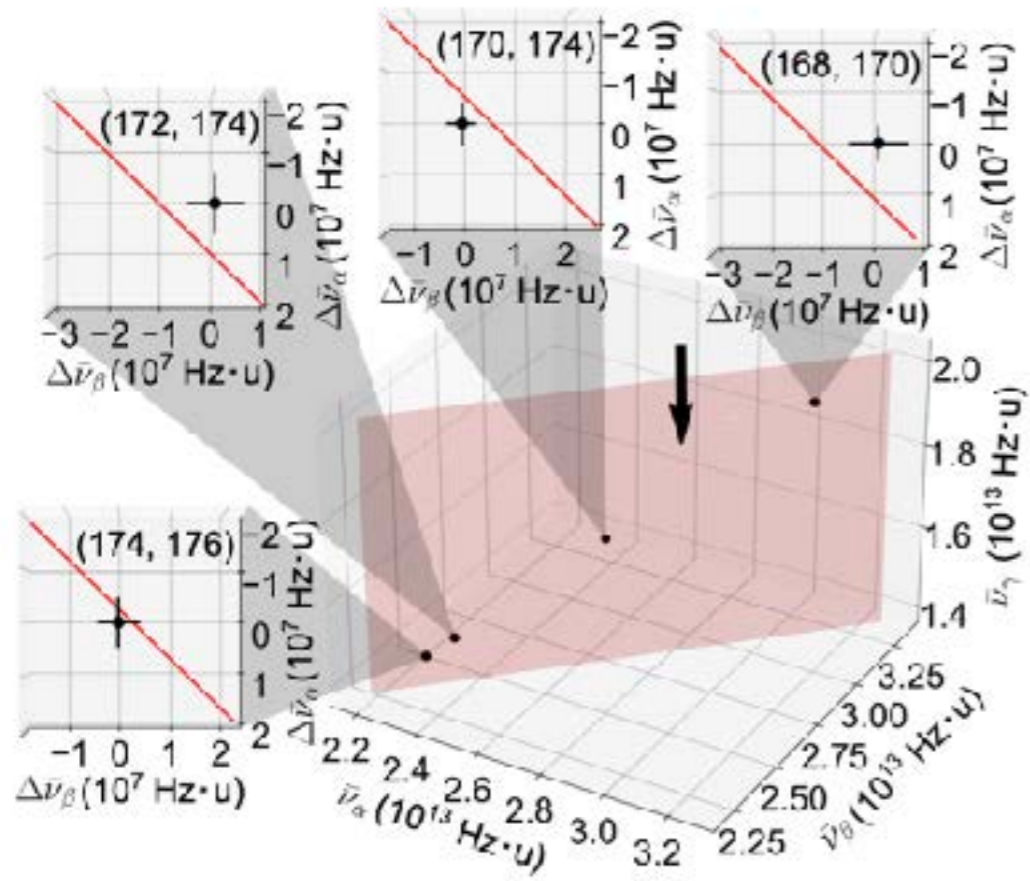 (172, 174)
-2
-1
0
1
2
Δν̄α(10⁷ Hz·u)
-3 -2 -1 0 1
Δν̄β(10⁷ Hz·u)
(170, 174)
-2
-1
0
1
2
Δν̄α(10⁷ Hz·u)
-1 0 1 2
Δν̄β(10⁷ Hz·u)
(168, 170)
-2
-1
0
1
2
Δν̄α(10⁷ Hz·u)
-3 -2 -1 0 1
Δν̄β(10⁷ Hz·u)
(174, 176)
-2
-1
0
1
2
Δν̄α(10⁷ Hz·u)
-1 0 1 2
Δν̄β(10⁷ Hz·u)
2.0
1.8
1.6
1.4
ν̄γ (10¹³ Hz·u)
2.2 2.4 2.6 2.8 3.0 3.2
ν̄α(10¹³ Hz·u)
3.25
3.00
2.75
2.50
2.25
ν̄β(10¹³ Hz·u)